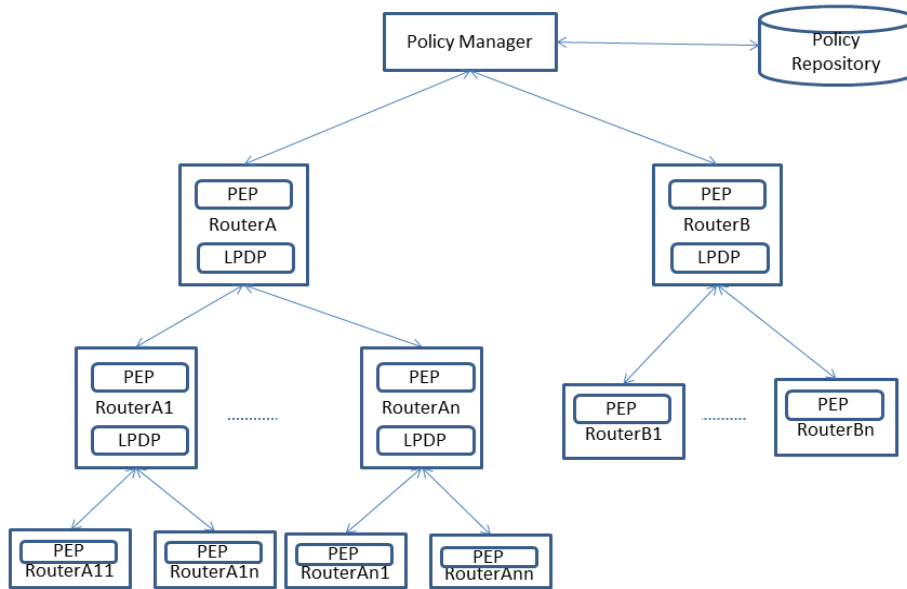 Policy Manager
Policy
Repository
PEP
RouterA
LPDP
PEP
RouterB
LPDP
PEP
RouterA1
LPDP
PEP
RouterAn
LPDP
PEP
RouterB1
PEP
RouterBn
PEP
RouterA11
PEP
RouterA1n
PEP
RouterAn1
PEP
RouterAnn